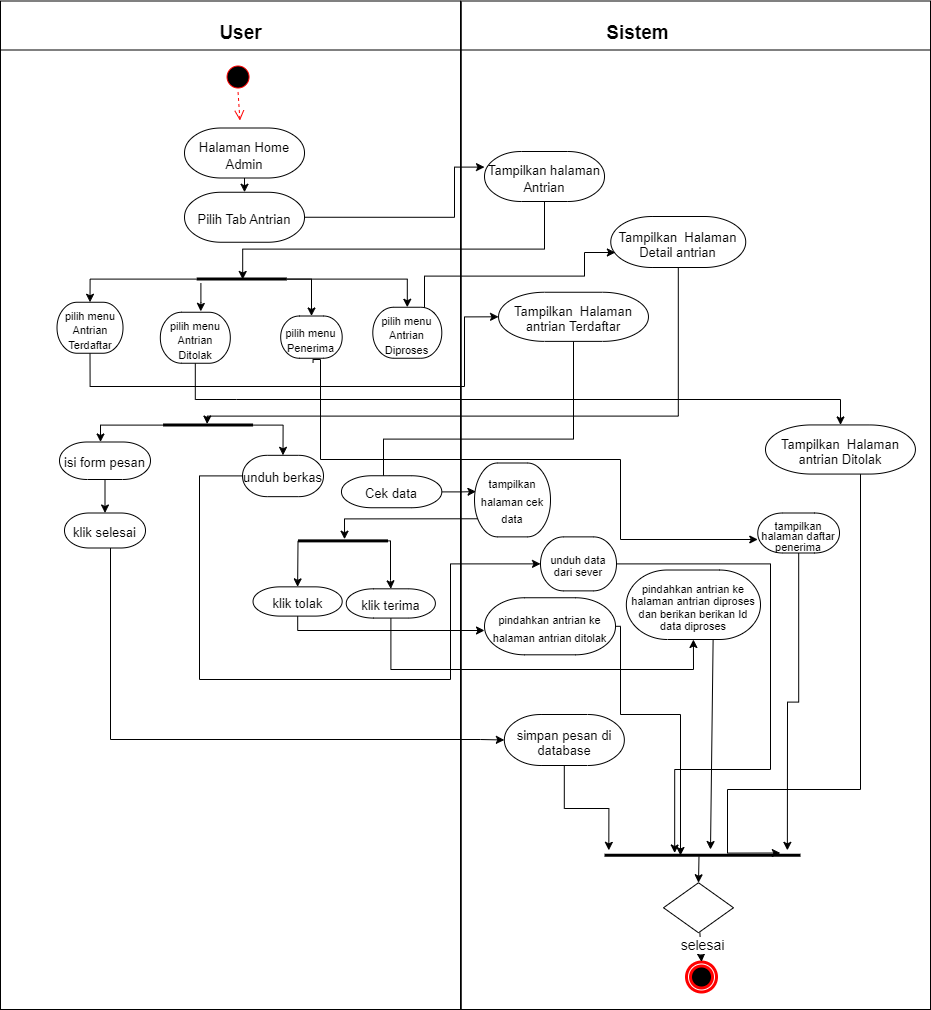 User
Sistem
Halaman Home
Admin
Pilih Tab Antrian
Tampilkan halaman
Antrian
Tampilkan Halaman
Detail antrian
pilih menu
Antrian
Terdaftar
pilih menu
Antrian
Ditolak
pilih menu
Penerima
pilih menu
Antrian
Diproses
Tampilkan Halaman
antrian Terdaftar
Tampilkan Halaman
antrian Ditolak
isi form pesan
unduh berkas
Cek data
tampilkan
halaman cek
data
klik selesai
tampilkan
halaman daftar
penerima
unduh data
dari sever
klik tolak
klik terima
pindahkan antrian ke
halaman antrian ditolak
pindahkan antrian ke
halaman antrian diproses
dan berikan berikan Id
data diproses
simpan pesan di
database
selesai